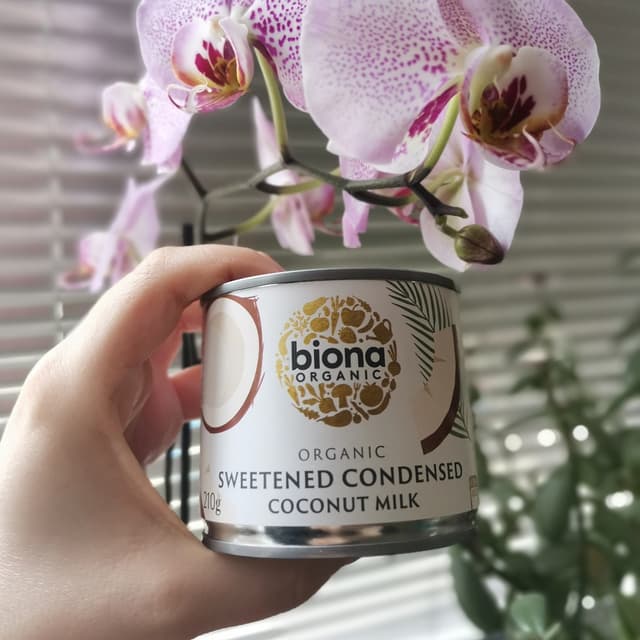 biona
ORGANIC
ORGANIC
SWEETENED CONDENSED
COCONUT MILK
210g